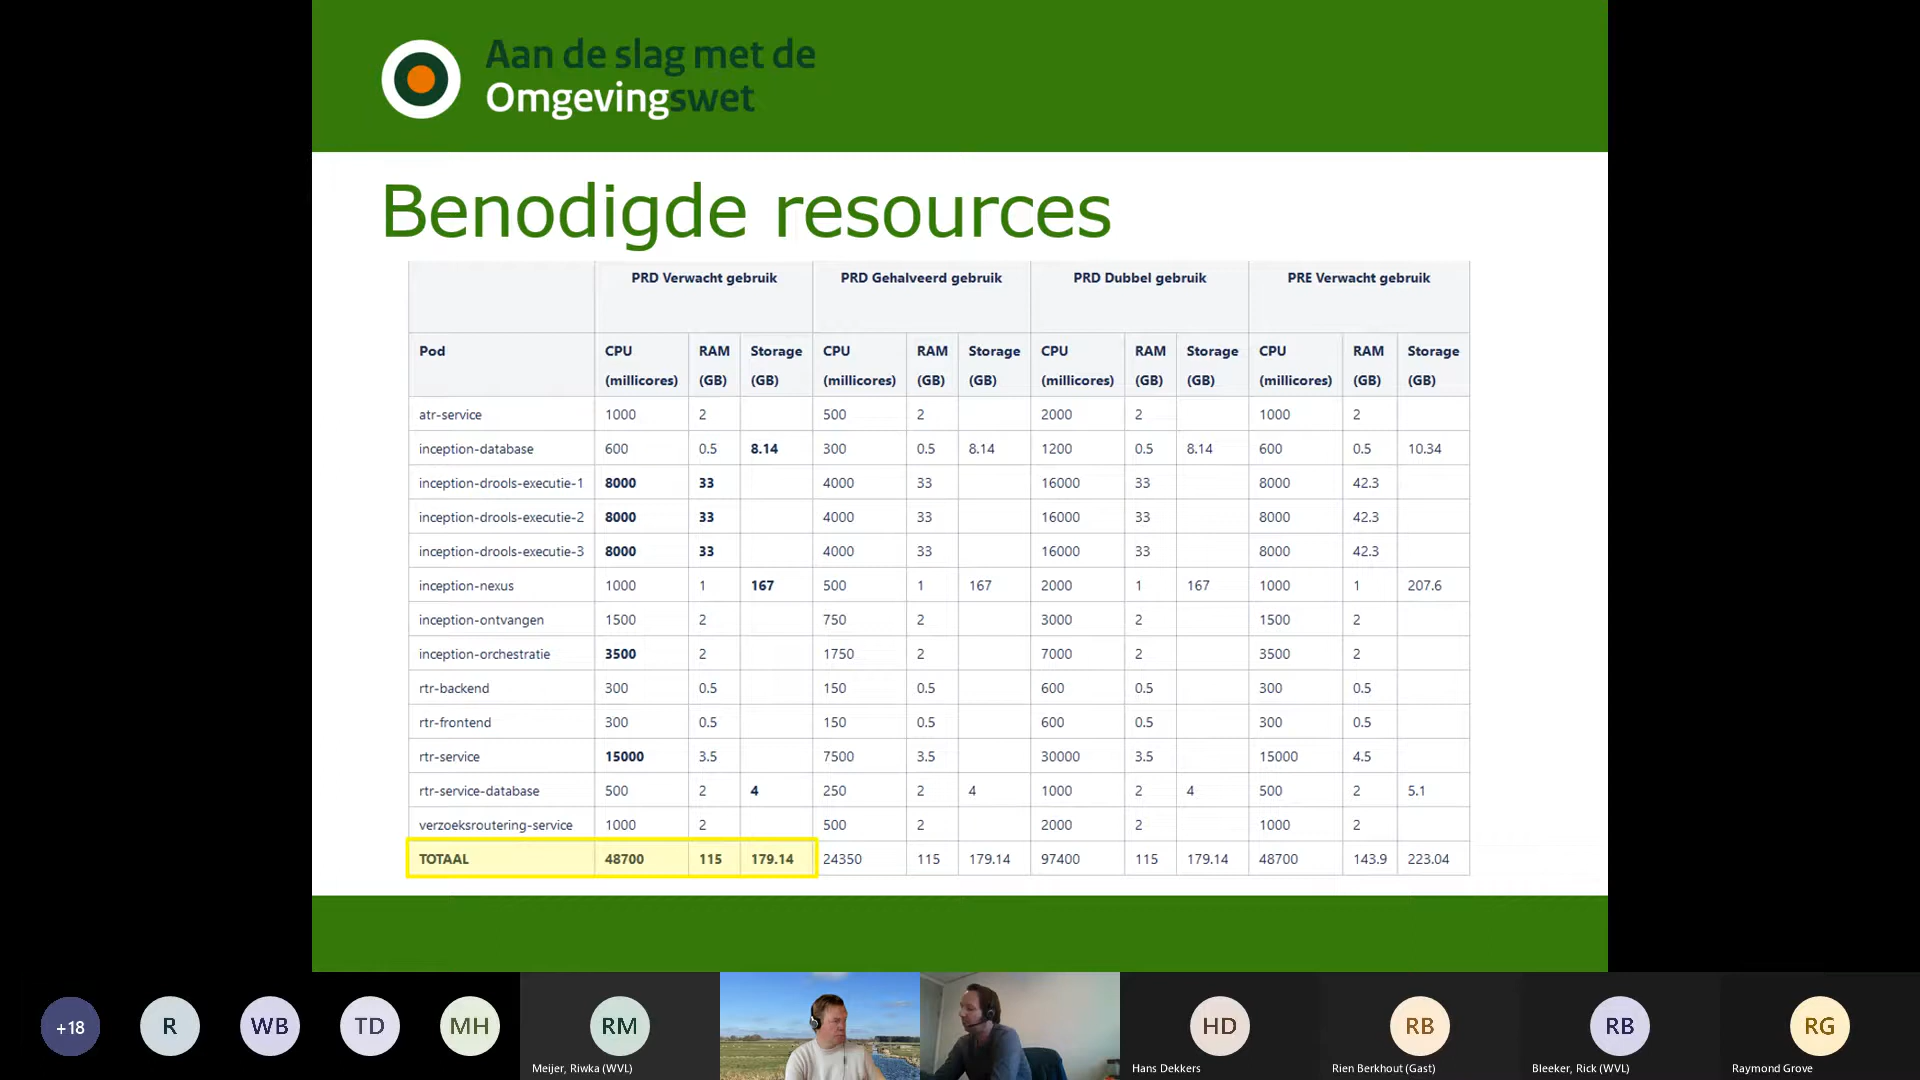 Aan de slag met de
Omgevingswet
Benodigde resources
PRD Verwacht gebruik PRD Gehalveerd gebruik PRD Dubbel gebruik PRE Verwacht gebruik
Pod CPU RAM Storage CPU RAM Storage CPU RAM Storage CPU RAM Storage
(millicores) (GB) (GB) (millicores) (GB) (GB) (millicores) (GB) (GB) (millicores) (GB) (GB)
atr-service 1000 2 500 2 2000 2 1000 2
inception-database 600 0.5 8.14 300 0.5 8.14 1200 0.5 8.14 600 0.5 10.34
inception-drools-executie-1 8000 33 4000 33 16000 33 8000 42.3
inception-drools-executie-2 8000 33 4000 33 16000 33 8000 42.3
inception-drools-executie-3 8000 33 4000 33 16000 33 8000 42.3
inception-nexus 1000 1 167 500 1 167 2000 1 167 1000 1 207.6
inception-ontvangen 1500 2 750 2 3000 2 1500 2
inception-orchestratie 3500 2 1750 2 7000 2 3500 2
rtr-backend 300 0.5 150 0.5 600 0.5 300 0.5
rtr-frontend 300 0.5 150 0.5 600 0.5 300 0.5
rtr-service 15000 3.5 7500 3.5 30000 3.5 15000 4.5
rtr-service-database 500 2 4 250 2 4 1000 2 4 500 2 5.1
verzoeksroutering-service 1000 2 500 2 2000 2 1000 2
TOTAAL 48700 115 179.14 24350 115 179.14 97400 115 179.14 48700 143.9 223.04
+18 R WB TD MH RM HD RB RB RG
Meijer, Riwka (WVL) Hans Dekkers Rien Berkhout (Gast) Bleeker, Rick (WVL) Raymond Grove